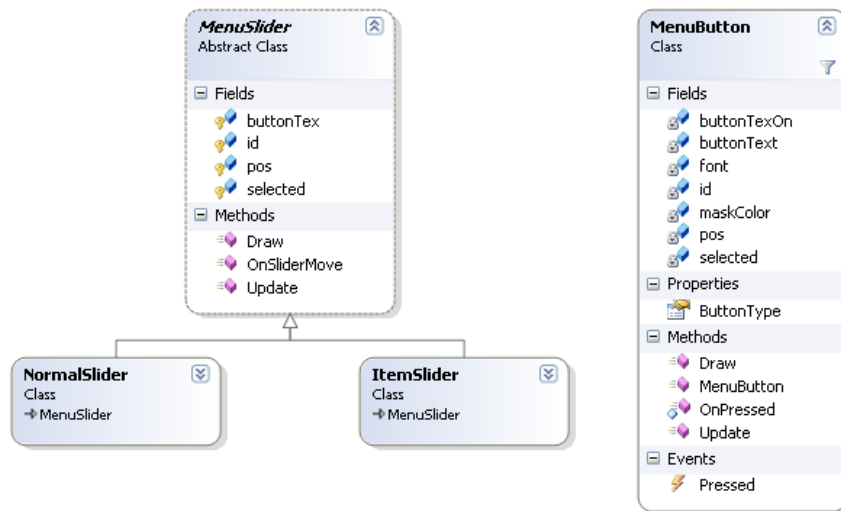 MenuSlider
Abstract Class
Fields
buttonTex
id
pos
selected
Methods
Draw
OnSliderMove
Update
NormalSlider
Class
MenuSlider
ItemSlider
Class
MenuSlider
MenuButton
Class
Fields
buttonTexOn
buttonText
font
id
maskColor
pos
selected
Properties
ButtonType
Methods
Draw
MenuButton
OnPressed
Update
Events
Pressed